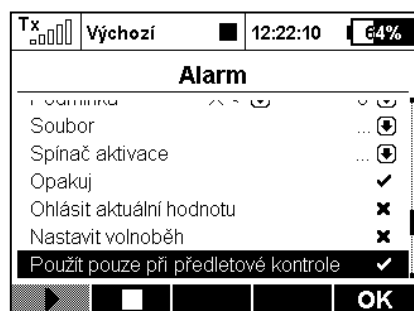 Tx Výchozí 12:22:10 64%
Alarm
Podmínka
Soubor ...
Spínač aktivace ...
Opakuj
Ohlásit aktuální hodnotu
Nastavit volnoběh
Použít pouze při předletové kontrole
OK